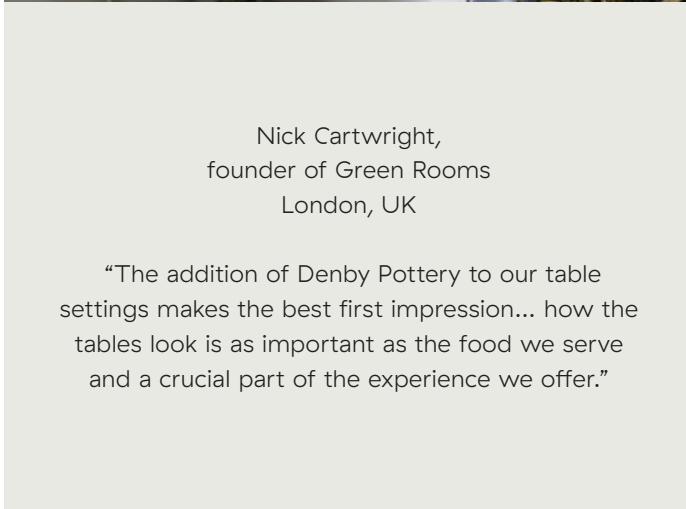 Nick Cartwright,
founder of Green Rooms
London, UK
“The addition of Denby Pottery to our table
settings makes the best first impression... how the
tables look is as important as the food we serve
and a crucial part of the experience we offer.”